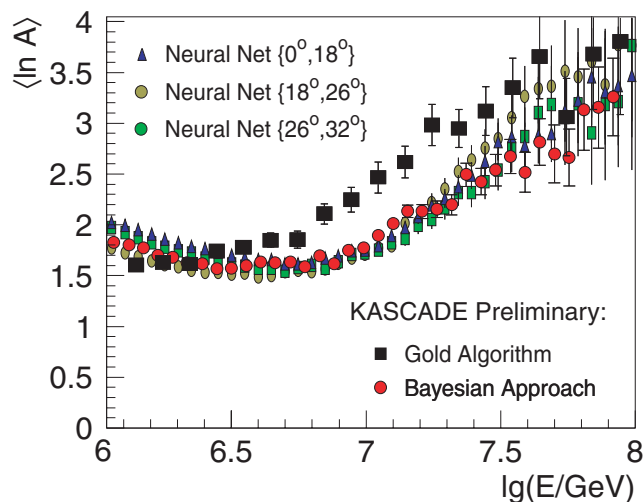 ⟨ln A⟩
4
3.5
3
2.5
2
1.5
1
0.5
0
Neural Net {0°,18°}
Neural Net {18°,26°}
Neural Net {26°,32°}
KASCADE Preliminary:
Gold Algorithm
Bayesian Approach
6
6.5
7
7.5
8
lg(E/GeV)